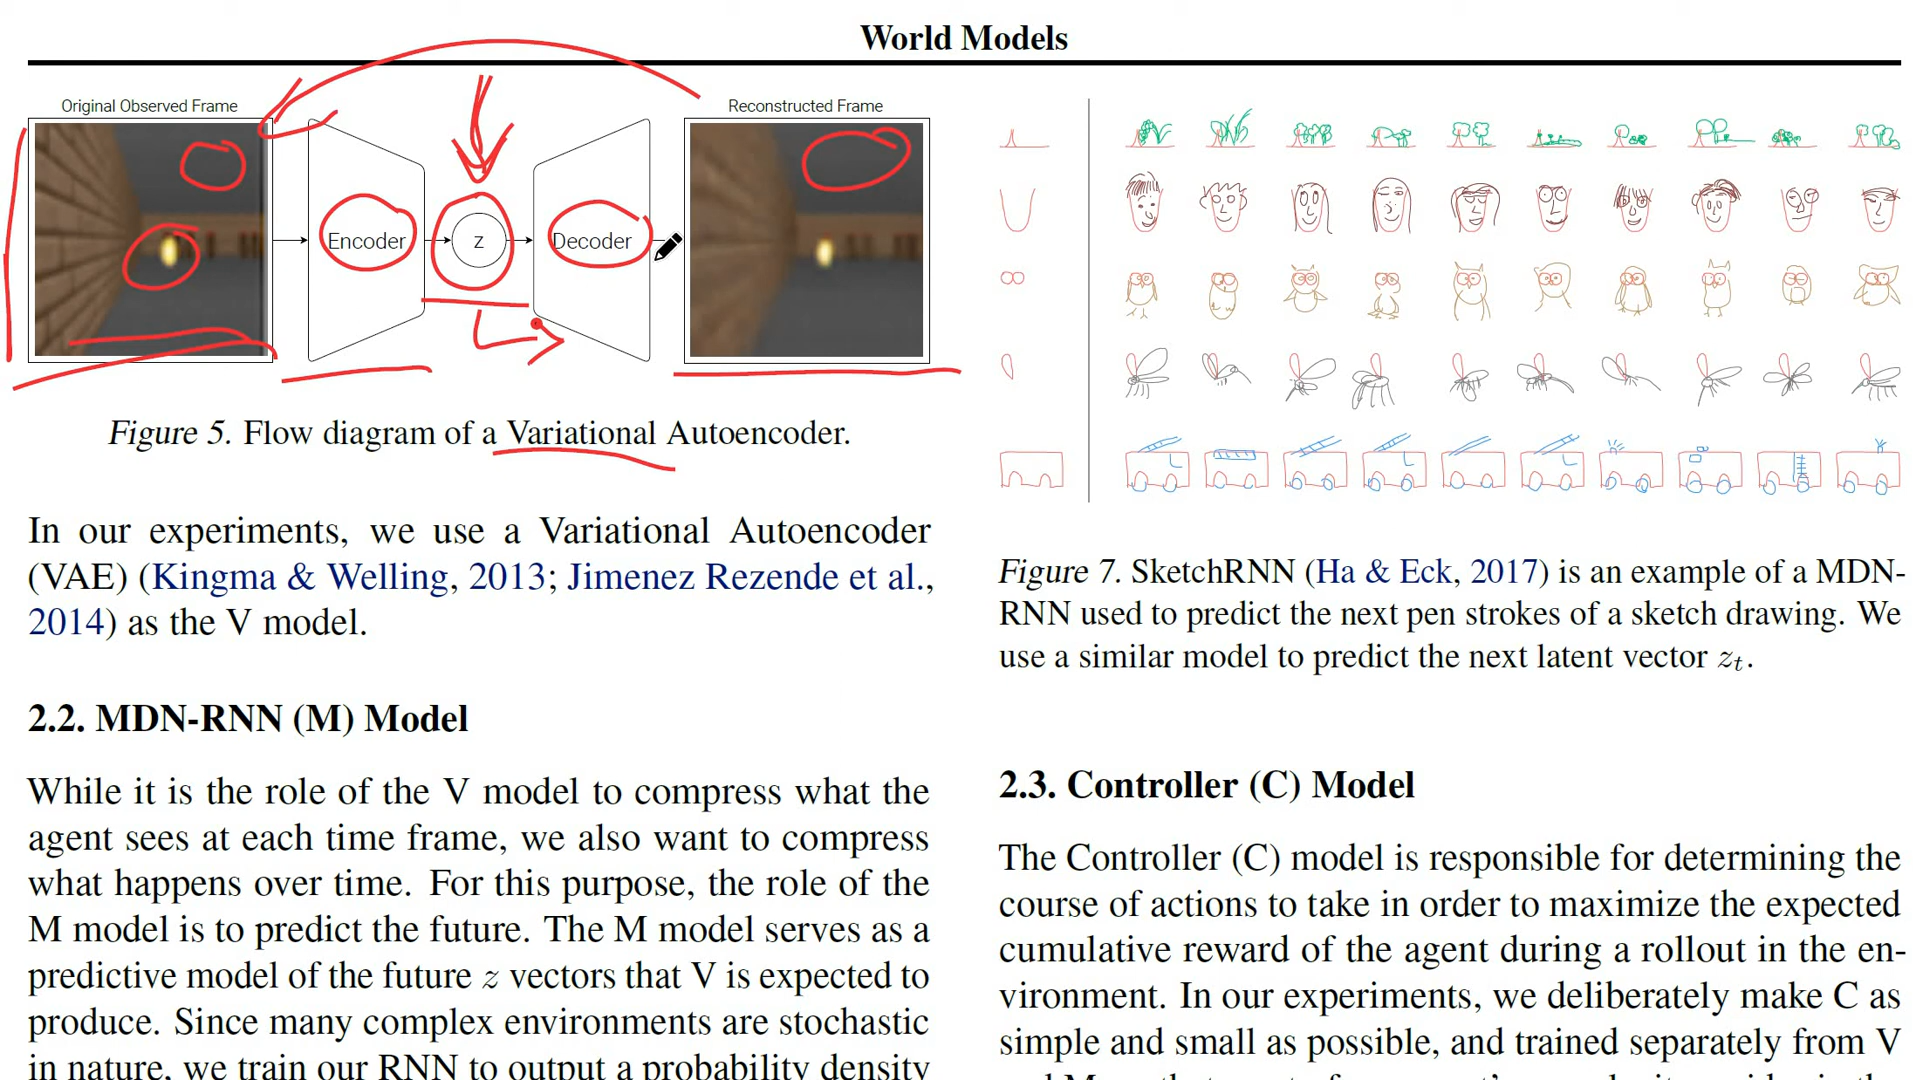 World Models
Original Observed Frame
Encoder
z
Decoder
Reconstructed Frame
Figure 5. Flow diagram of a Variational Autoencoder.
In our experiments, we use a Variational Autoencoder
(VAE) (Kingma & Welling, 2013; Jimenez Rezende et al.,
2014) as the V model.
2.2. MDN-RNN (M) Model
While it is the role of the V model to compress what the
agent sees at each time frame, we also want to compress
what happens over time. For this purpose, the role of the
M model is to predict the future. The M model serves as a
predictive model of the future z vectors that V is expected to
produce. Since many complex environments are stochastic
in nature, we train our RNN to output a probability density
Figure 7. SketchRNN (Ha & Eck, 2017) is an example of a MDN-
RNN used to predict the next pen strokes of a sketch drawing. We
use a similar model to predict the next latent vector zt.
2.3. Controller (C) Model
The Controller (C) model is responsible for determining the
course of actions to take in order to maximize the expected
cumulative reward of the agent during a rollout in the en-
vironment. In our experiments, we deliberately make C as
simple and small as possible, and trained separately from V